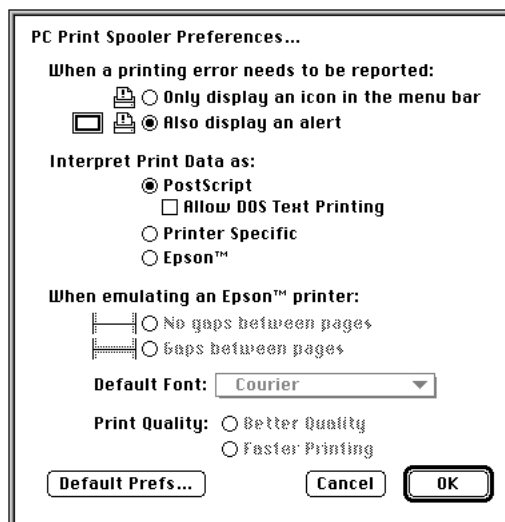 PC Print Spooler Preferences...
When a printing error needs to be reported:
Only display an icon in the menu bar
Also display an alert
Interpret Print Data as:
PostScript
Allow DOS Text Printing
Printer Specific
Epson™
When emulating an Epson™ printer:
No gaps between pages
Gaps between pages
Default Font: Courier
Print Quality: Better Quality
Faster Printing
Default Prefs... Cancel OK